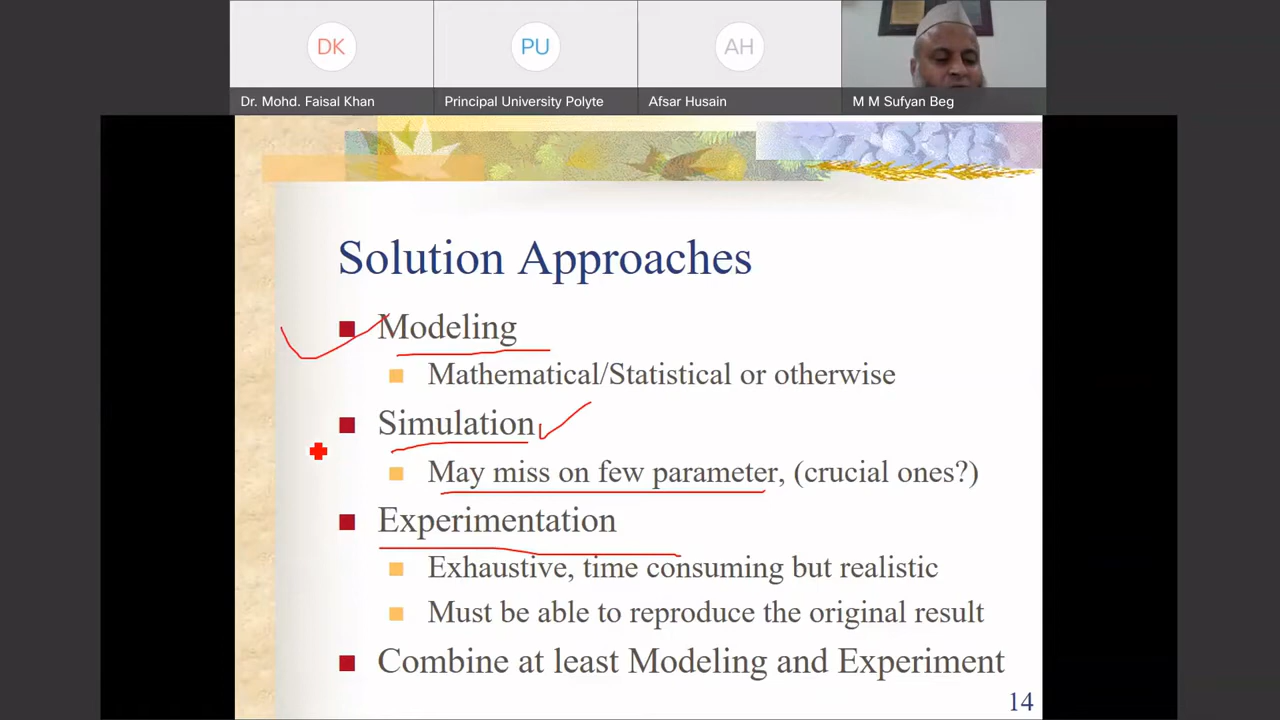 DK
PU
AH
Dr. Mohd. Faisal Khan
Principal University Polyte
Afsar Husain
M M Sufyan Beg
Solution Approaches
Modeling
Mathematical/Statistical or otherwise
Simulation
May miss on few parameter, (crucial ones?)
Experimentation
Exhaustive, time consuming but realistic
Must be able to reproduce the original result
Combine at least Modeling and Experiment
14